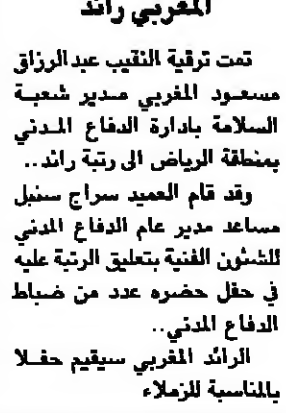 المغربي رائد
تمت ترقية النقيب عبدالرزاق
مسعود المغربي مدير شعبة
السلامة بادارة الدفاع المدني
بمنطقة الرياض الى رتبة رائد..
وقد قام العميد سراج سنبل
مساعد مدير عام الدفاع المدني
للشئون الفنية بتعليق الرتبة عليه
في حفل حضره عدد من ضباط
الدفاع المدني..
الرائد المغربي سيقيم حفلا
بالمناسبة للزملاء